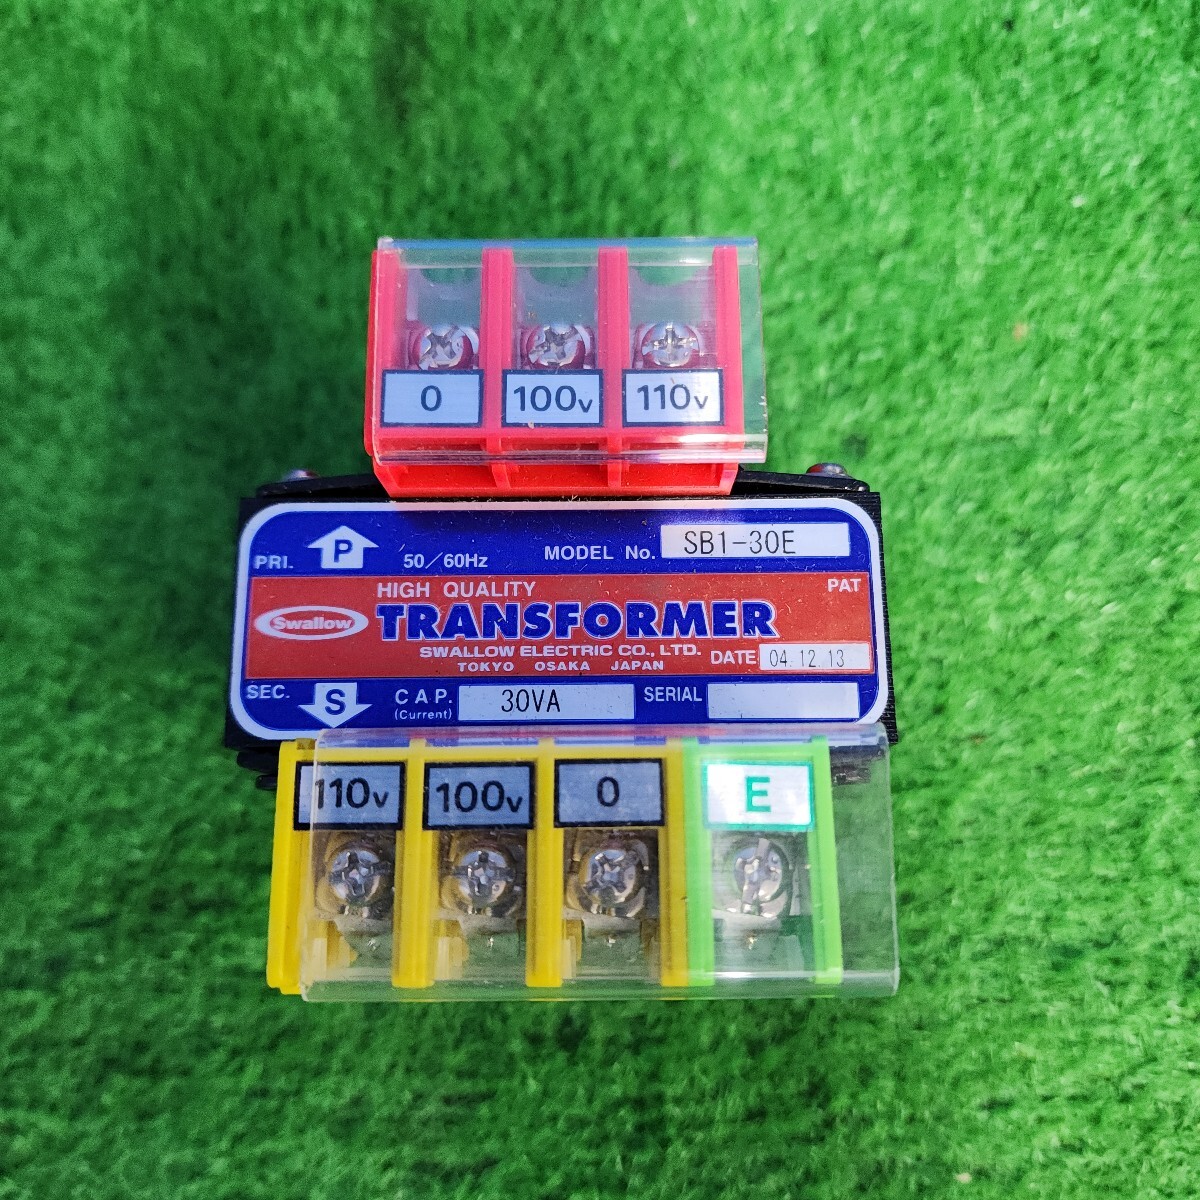 0 100V 110V
PRI. P 50/60Hz MODEL No. SB1-30E
HIGH QUALITY PAT
Swallow TRANSFORMER
SWALLOW ELECTRIC CO., LTD. DATE 04.12.13
TOKYO OSAKA JAPAN
SEC. S CAP. 30VA SERIAL
(Current)
110V 100V 0 E